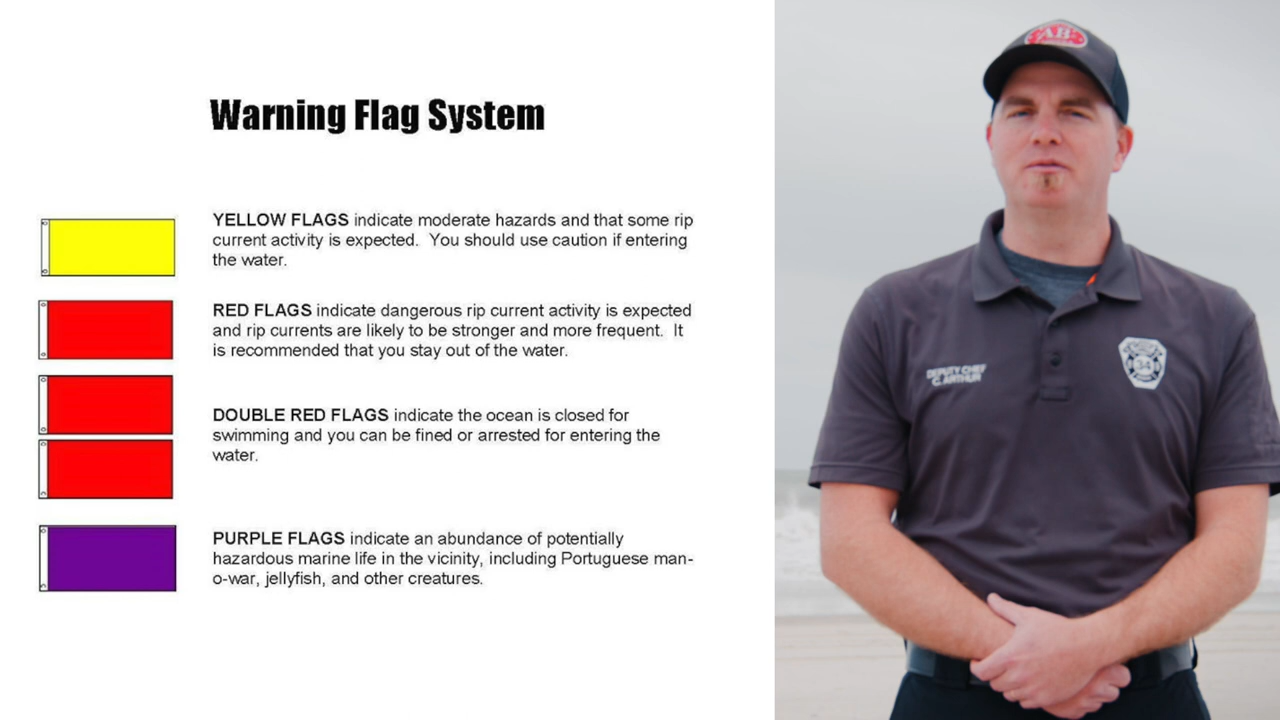 Warning Flag System
YELLOW FLAGS indicate moderate hazards and that some rip
current activity is expected. You should use caution if entering
the water.
RED FLAGS indicate dangerous rip current activity is expected
and rip currents are likely to be stronger and more frequent. It
is recommended that you stay out of the water.
DOUBLE RED FLAGS indicate the ocean is closed for
swimming and you can be fined or arrested for entering the
water.
PURPLE FLAGS indicate an abundance of potentially
hazardous marine life in the vicinity, including Portuguese man-
o-war, jellyfish, and other creatures.
AB
DEPUTY CHIEF
C. ARTHUR
34